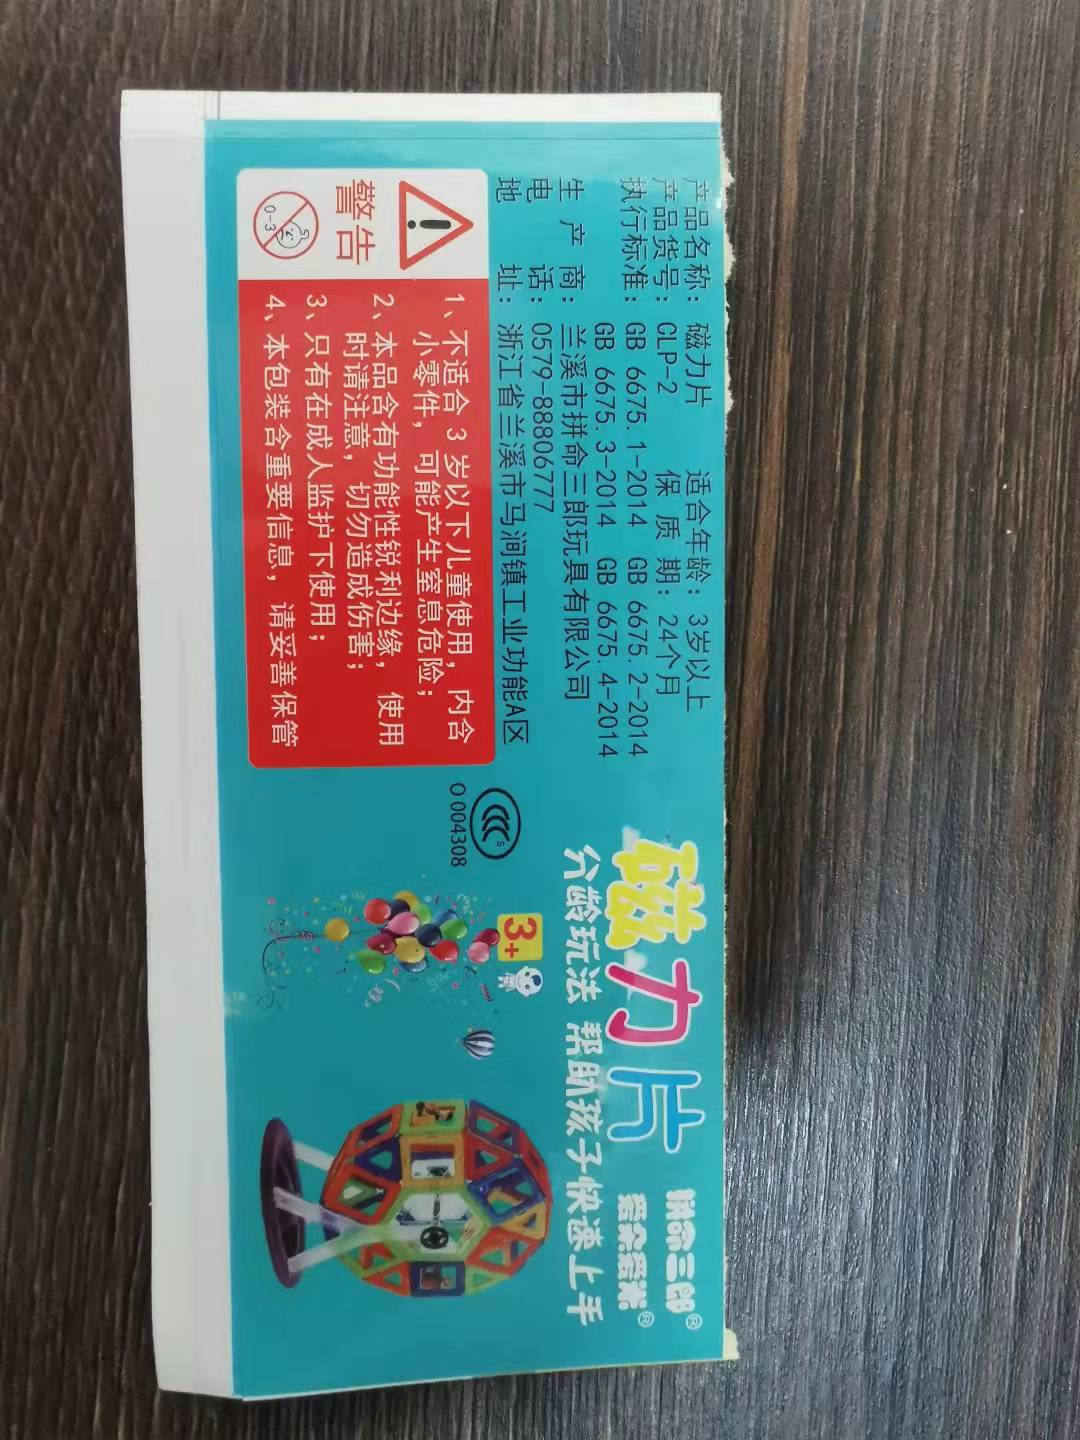 产品名称：磁力片 适合年龄：3岁以上
产品货号：CLP-2 保质期：24个月
执行标准：GB 6675.1-2014 GB 6675.2-2014
GB 6675.3-2014 GB 6675.4-2014
生产商：兰溪市拼命三郎玩具有限公司
电话：0579-88806777
地址：浙江省兰溪市马涧镇工业功能A区
警告
0-3
1、不适合3岁以下儿童使用，内含
小零件，可能产生窒息危险；
2、本品含有功能性锐利边缘，使用
时请注意，切勿造成伤害；
3、只有在成人监护下使用；
4、本包装含重要信息，请妥善保管
CCC S
O 004308
磁力片
拼命三郎®
分龄玩法 帮助孩子快速上手
3+